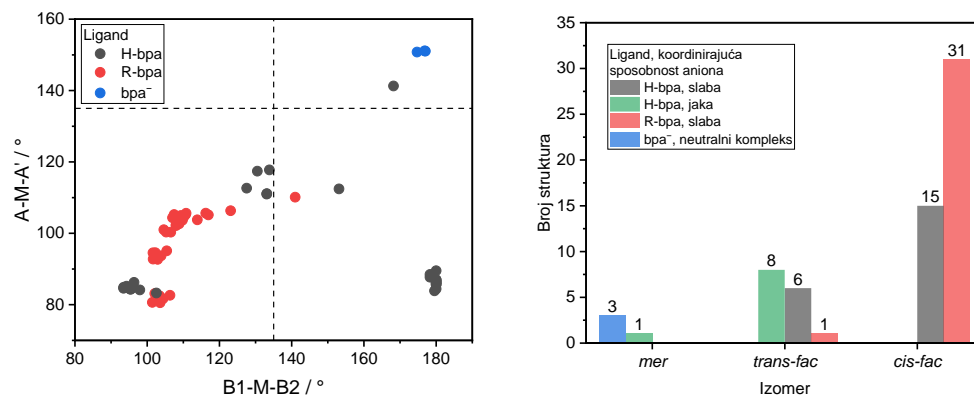 160
140
120
100
80
A-M-A' / °
Ligand
H-bpa
R-bpa
bpa⁻
80 100 120 140 160 180
B1-M-B2 / °
35
30
25
20
15
10
5
0
Broj struktura
Ligand, koordinirajuća
sposobnost aniona
H-bpa, slaba
H-bpa, jaka
R-bpa, slaba
bpa⁻, neutralni kompleks
3 1 8 6 1 15 31
mer trans-fac cis-fac
Izomer